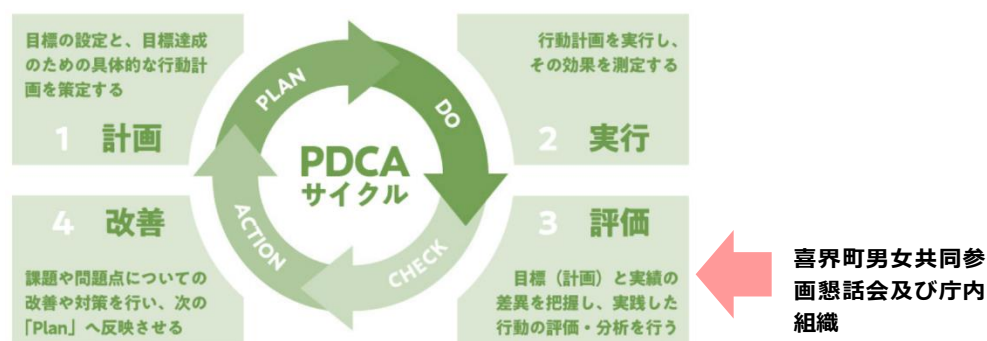 目標の設定と、目標達成
のための具体的な行動計
画を策定する
1 計画
行動計画を実行し、
その効果を測定する
2 実行
PLAN
DO
PDCA
サイクル
ACTION
CHECK
4 改善
課題や問題点についての
改善や対策を行い、次の
「Plan」へ反映させる
3 評価
目標（計画）と実績の
差異を把握し、実践した
行動の評価・分析を行う
喜界町男女共同参
画懇話会及び庁内
組織